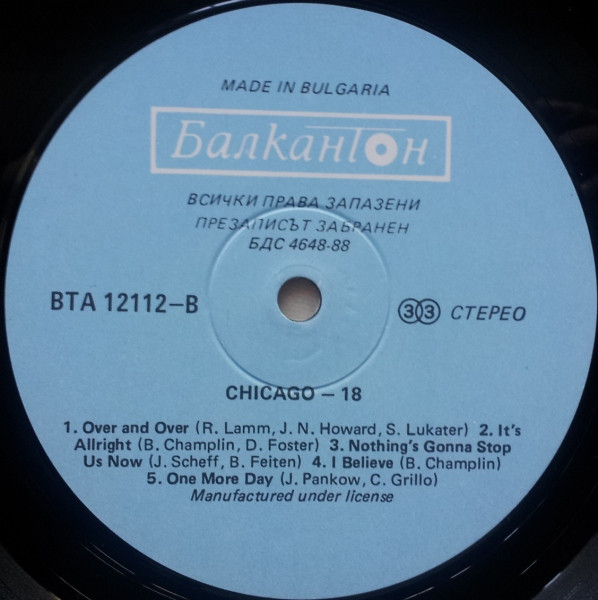 MADE IN BULGARIA
Балкантон
ВСИЧКИ ПРАВА ЗАПАЗЕНИ
ПРЕЗАПИСЪТ ЗАБРАНЕН
БДС 4648-88
ВТА 12112–В
33 СТЕРЕО
CHICAGO – 18
1. Over and Over (R. Lamm, J. N. Howard, S. Lukater) 2. It's
Allright (B. Champlin, D. Foster) 3. Nothing's Gonna Stop
Us Now (J. Scheff, B. Feiten) 4. I Believe (B. Champlin)
5. One More Day (J. Pankow, C. Grillo)
Manufactured under license